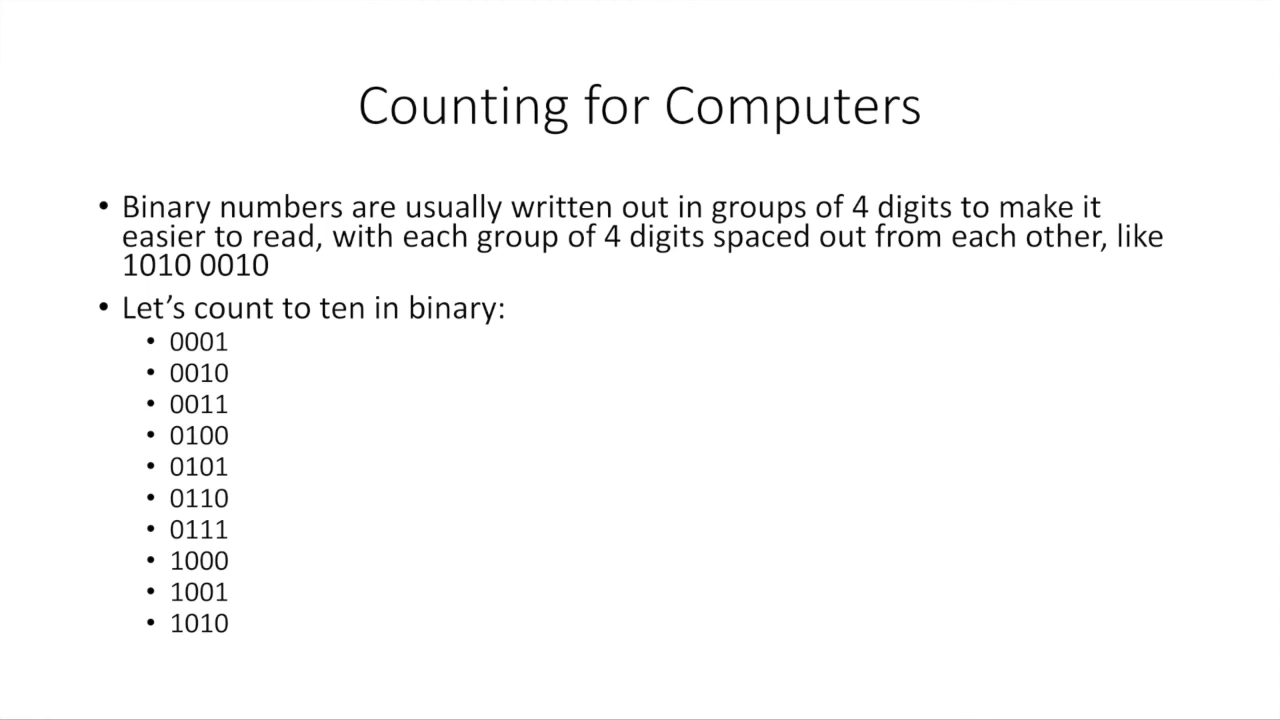 Counting for Computers
• Binary numbers are usually written out in groups of 4 digits to make it
easier to read, with each group of 4 digits spaced out from each other, like
1010 0010
• Let’s count to ten in binary:
• 0001
• 0010
• 0011
• 0100
• 0101
• 0110
• 0111
• 1000
• 1001
• 1010